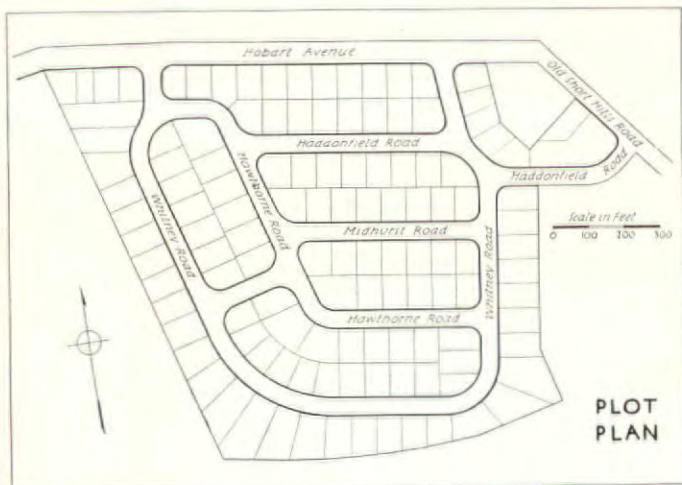 Hobart Avenue
Old Short Hills Road
Haddonfield Road
Haddonfield Road
Hawthorne Road
Whitney Road
Midhurst Road
Whitney Road
Hawthorne Road
Scale in Feet
0 100 200 300
PLOT
PLAN